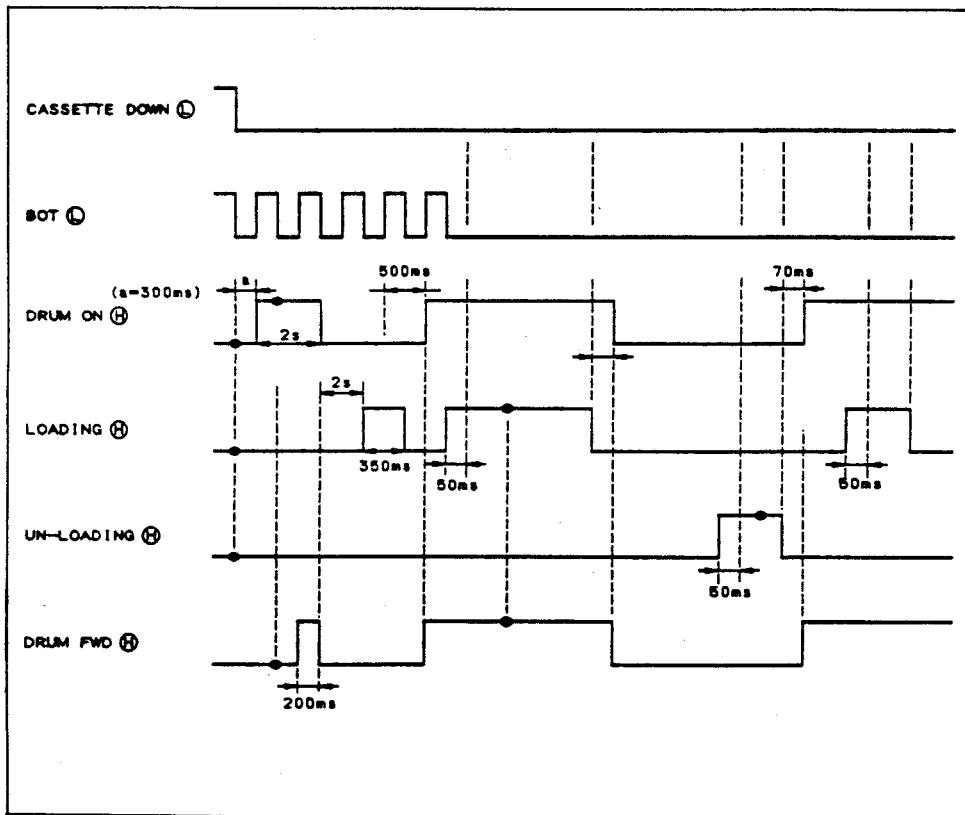 CASSETTE DOWN Ⓛ
BOT Ⓛ
500ms
70ms
a
(a=300ms)
DRUM ON Ⓗ
2s
2s
LOADING Ⓗ
350ms
50ms
50ms
UN-LOADING Ⓗ
50ms
DRUM FWD Ⓗ
200ms